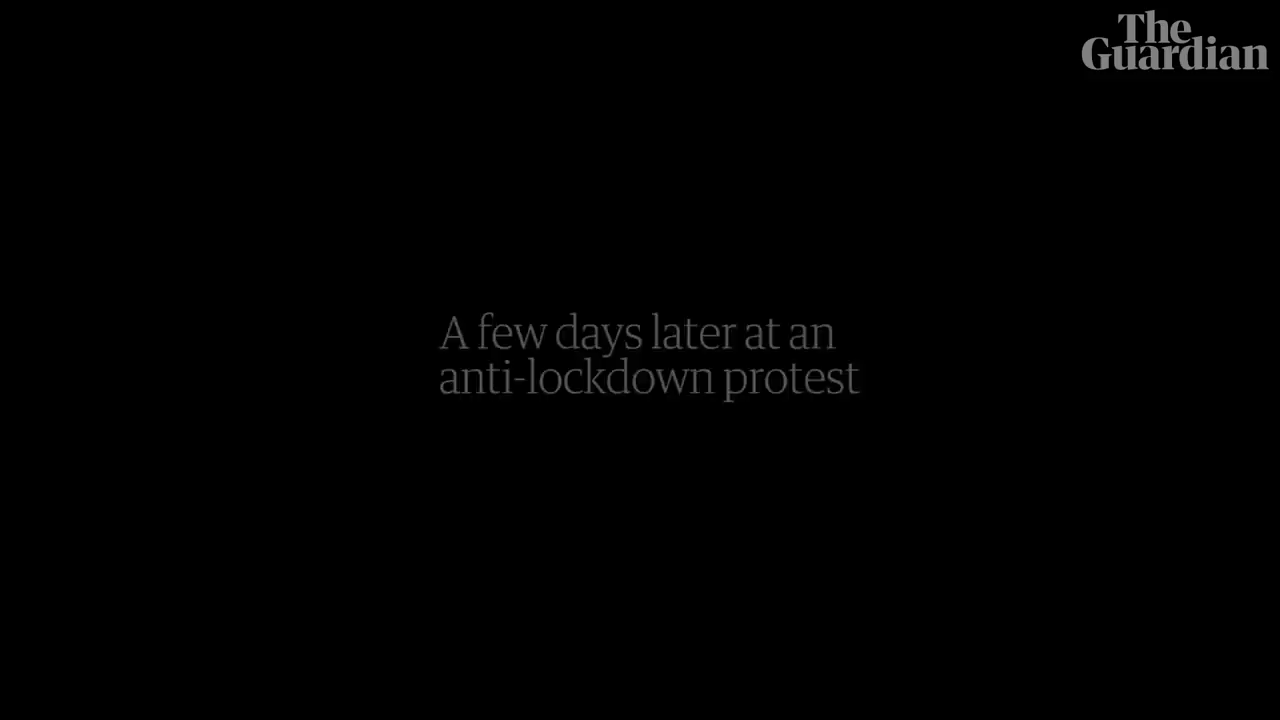 The
Guardian
A few days later at an
anti-lockdown protest